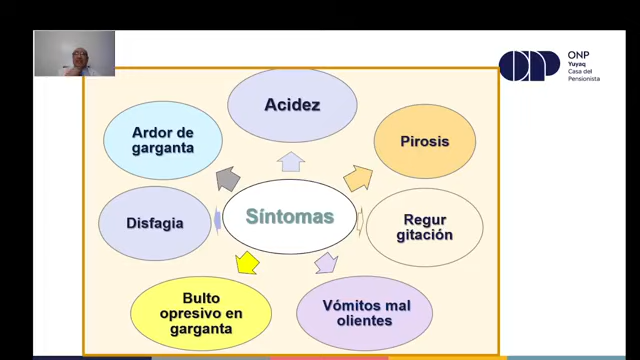 ONP
Yuyaq
Casa del
Pensionista
Acidez
Ardor de
garganta
Pirosis
Disfagia
Síntomas
Regur
gitación
Bulto
opresivo en
garganta
Vómitos mal
olientes